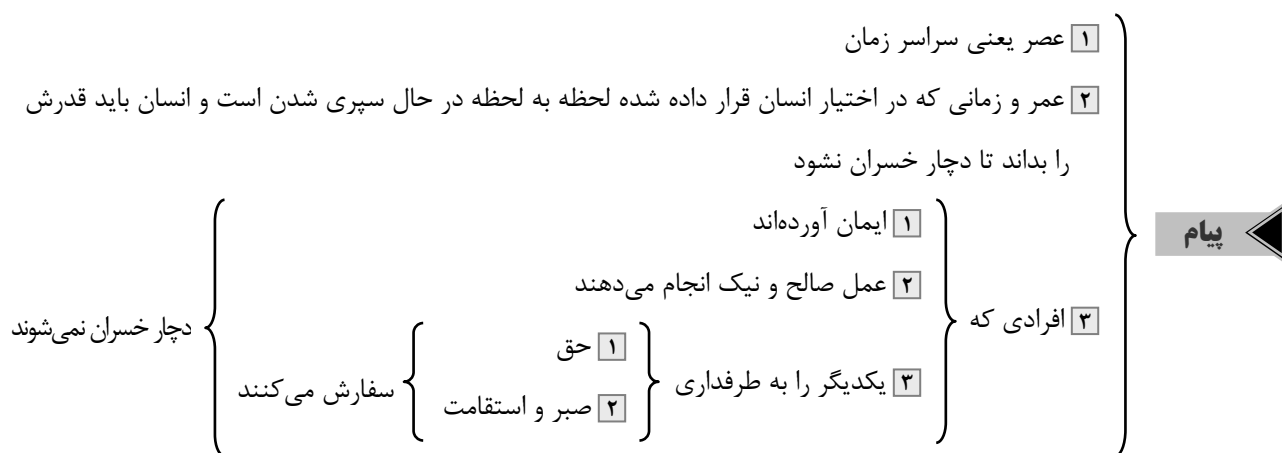 پیام
۱ عصر یعنی سراسر زمان
۲ عمر و زمانی که در اختیار انسان قرار داده شده لحظه به لحظه در حال سپری شدن است و انسان باید قدرش
را بداند تا دچار خسران نشود
۳ افرادی که
۱ ایمان آورده‌اند
۲ عمل صالح و نیک انجام می‌دهند
۳ یکدیگر را به طرفداری
۱ حق
۲ صبر و استقامت
سفارش می‌کنند
دچار خسران نمی‌شوند